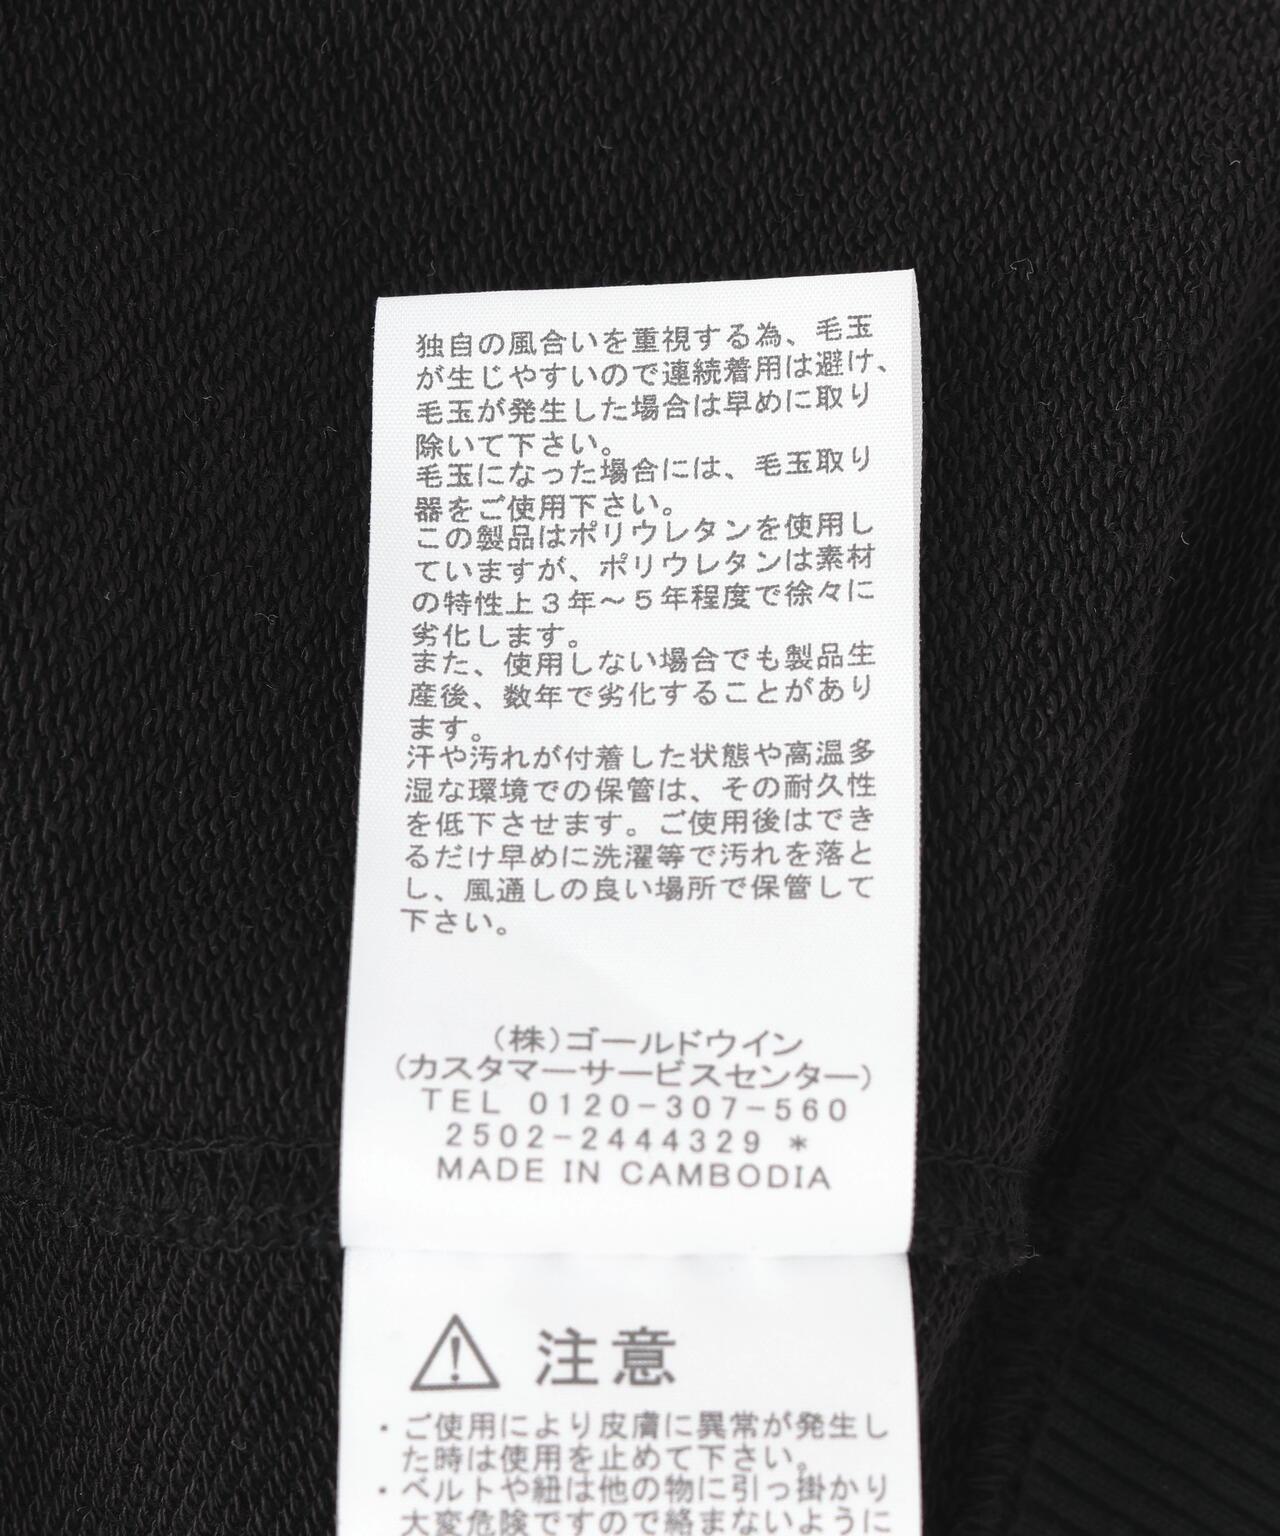 独自の風合いを重視する為、毛玉
が生じやすいので連続着用は避け、
毛玉が発生した場合は早めに取り
除いて下さい。
毛玉になった場合には、毛玉取り
器をご使用下さい。
この製品はポリウレタンを使用し
ていますが、ポリウレタンは素材
の特性上3年～5年程度で徐々に
劣化します。
また、使用しない場合でも製品生
産後、数年で劣化することがあり
ます。
汗や汚れが付着した状態や高温多
湿な環境での保管は、その耐久性
を低下させます。ご使用後はでき
るだけ早めに洗濯等で汚れを落と
し、風通しの良い場所で保管して
下さい。
(株)ゴールドウイン
(カスタマーサービスセンター)
TEL 0120-307-560
2502-2444329 *
MADE IN CAMBODIA
注意
・ご使用により皮膚に異常が発生し
た時は使用を止めて下さい。
・ベルトや紐は他の物に引っ掛かり
大変危険ですので絡まないように